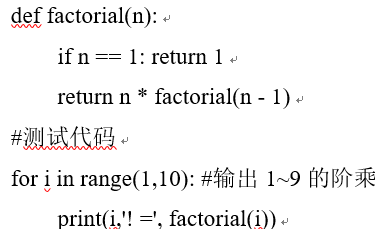 def factorial(n):
if n == 1: return 1
return n * factorial(n - 1)
#测试代码
for i in range(1,10): #输出 1~9 的阶乘
print(i,'! =', factorial(i))